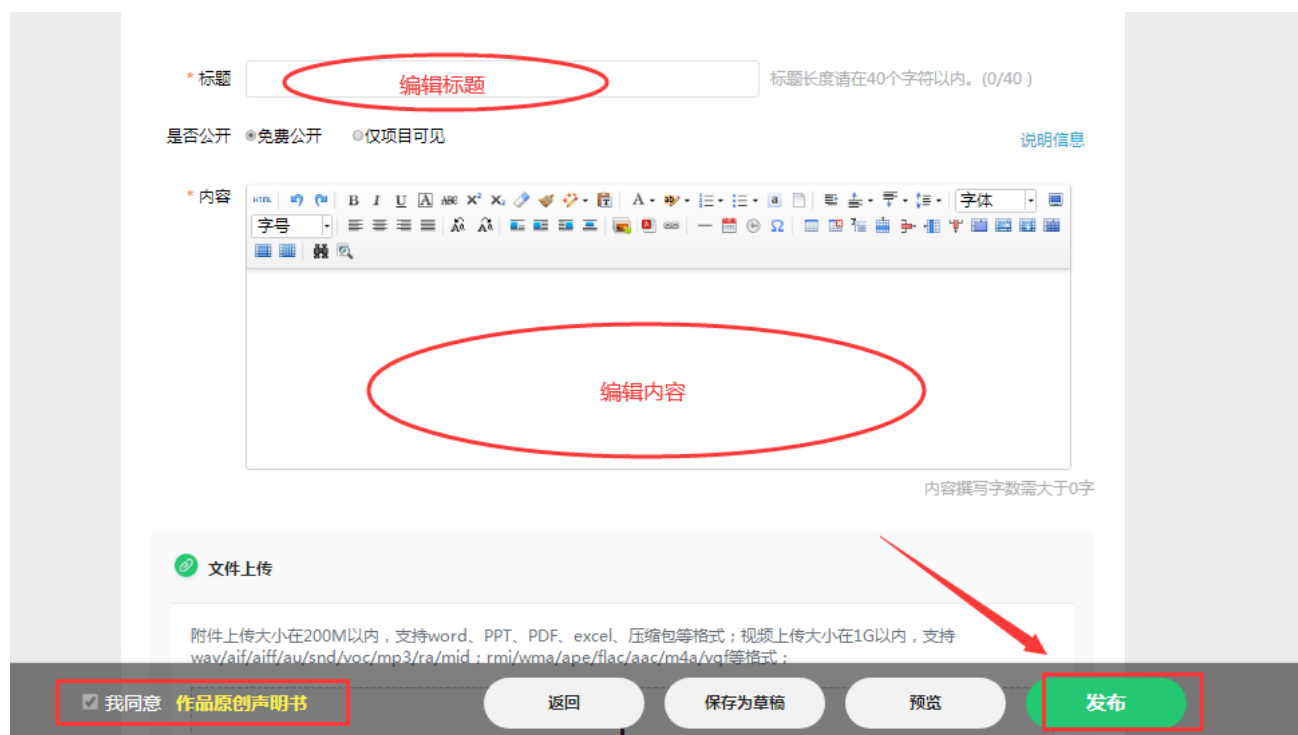 * 标题 编辑标题 标题长度请在40个字符以内。(0/40 )
是否公开 免费公开 仅项目可见 说明信息
* 内容 HTML B I U A ABC X² X₂ A ab 字体
字号 Ω
编辑内容
内容撰写字数需大于0字
文件上传
附件上传大小在200M以内，支持word、PPT、PDF、excel、压缩包等格式；视频上传大小在1G以内，支持
wav/aif/aiff/au/snd/voc/mp3/ra/mid；rmi/wma/ape/flac/aac/m4a/vqf等格式；
我同意 作品原创声明书 返回 保存为草稿 预览 发布